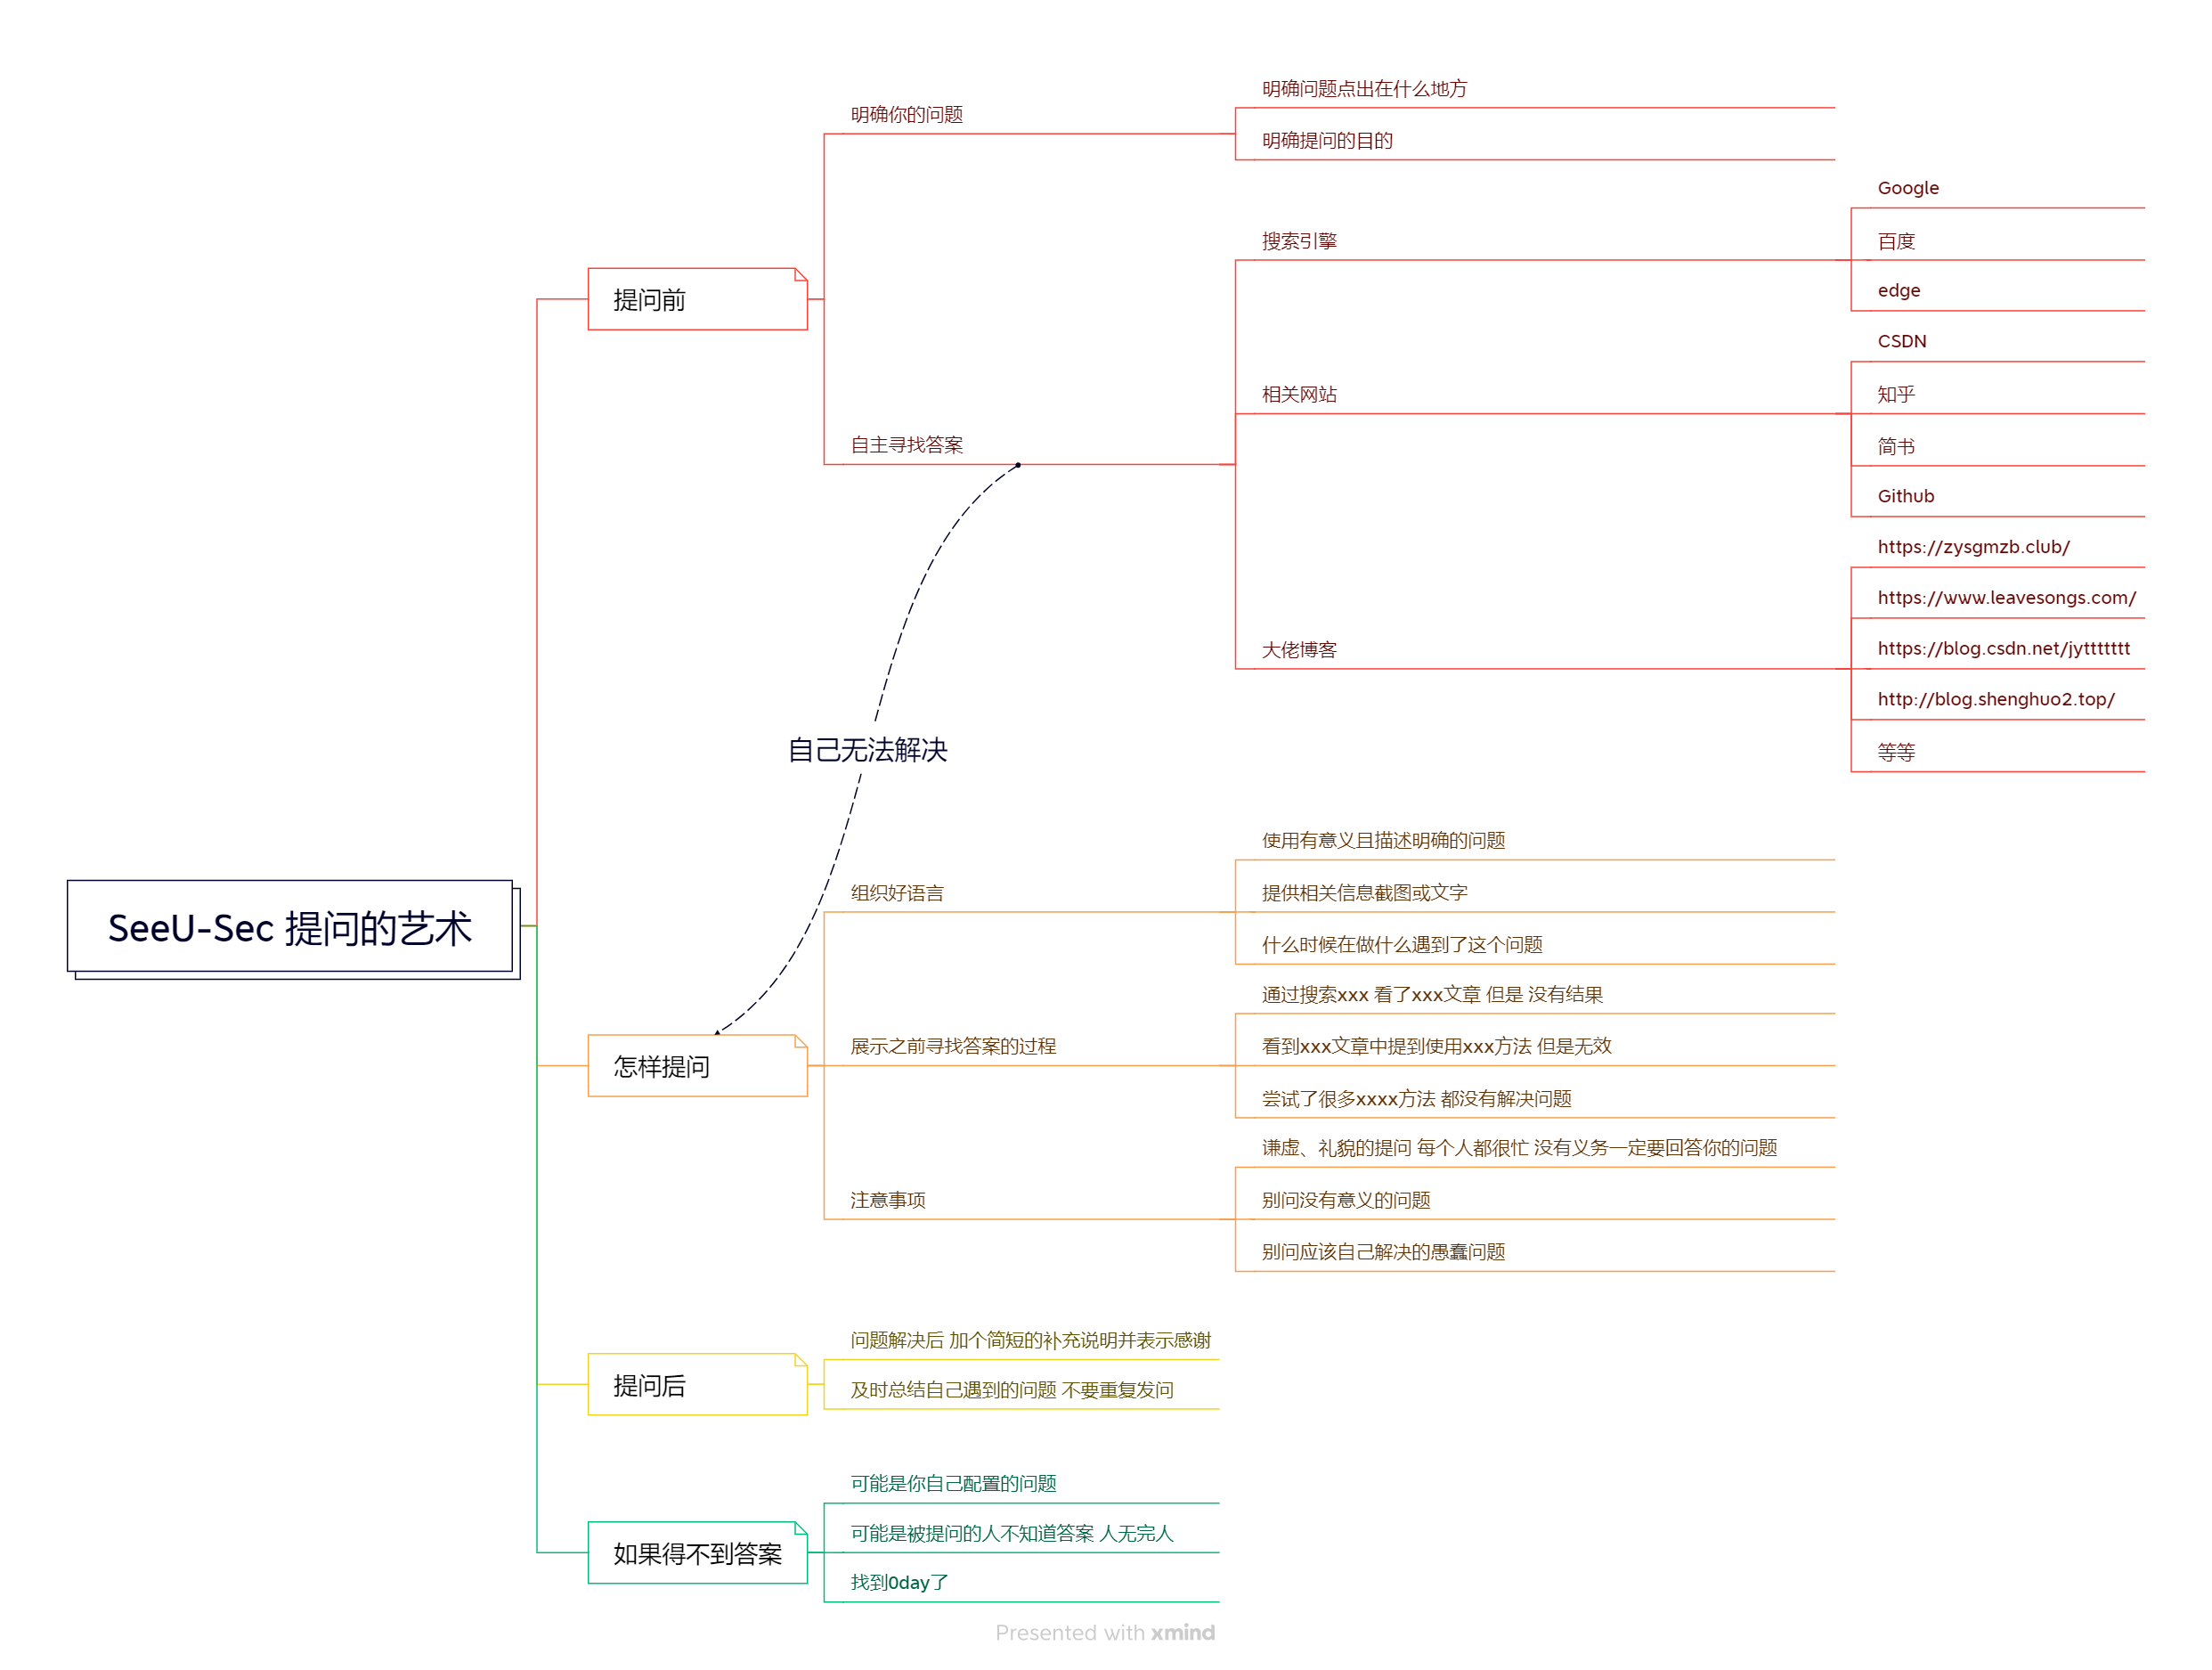 SeeU-Sec 提问的艺术
提问前
明确你的问题
明确问题点出在什么地方
明确提问的目的
自主寻找答案
搜索引擎
Google
百度
edge
相关网站
CSDN
知乎
简书
Github
大佬博客
https://zysgmzb.club/
https://www.leavesongs.com/
https://blog.csdn.net/jyttttttt
http://blog.shenghuo2.top/
等等
自己无法解决
怎样提问
组织好语言
使用有意义且描述明确的问题
提供相关信息截图或文字
什么时候在做什么遇到了这个问题
展示之前寻找答案的过程
通过搜索xxx 看了xxx文章 但是 没有结果
看到xxx文章中提到使用xxx方法 但是无效
尝试了很多xxxx方法 都没有解决问题
注意事项
谦虚、礼貌的提问 每个人都很忙 没有义务一定要回答你的问题
别问没有意义的问题
别问应该自己解决的愚蠢问题
提问后
问题解决后 加个简短的补充说明并表示感谢
及时总结自己遇到的问题 不要重复发问
如果得不到答案
可能是你自己配置的问题
可能是被提问的人不知道答案 人无完人
找到0day了
Presented with xmind